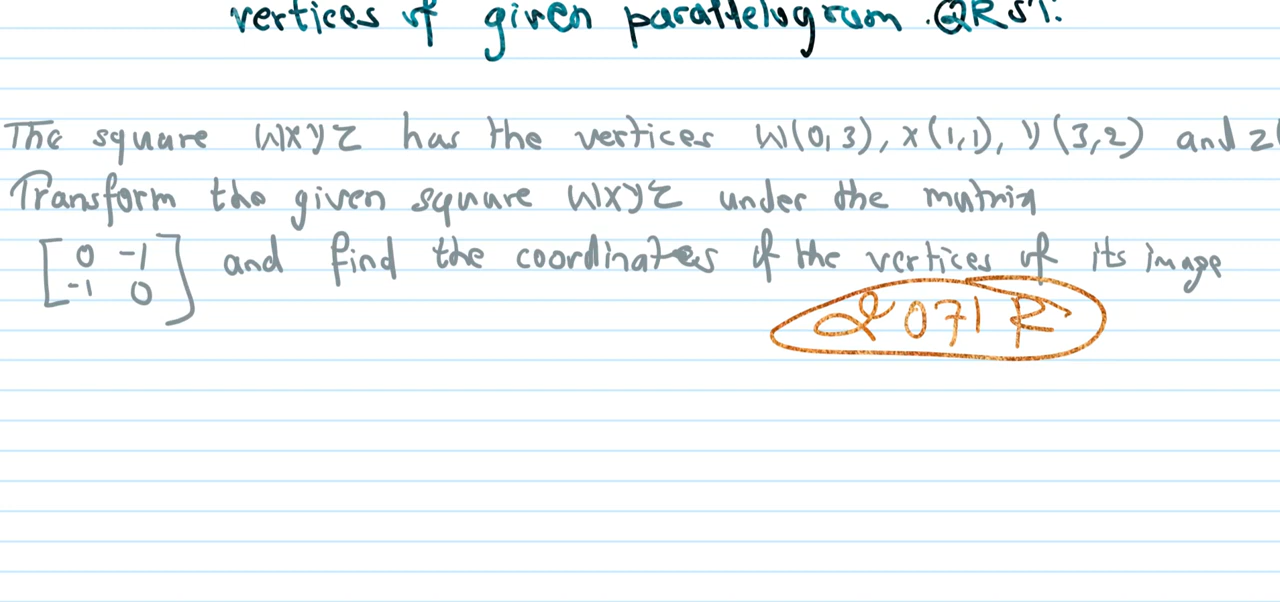 vertices of given parallelogram QRST.
The square WXYZ has the vertices W(0,3), X(1,1), Y(3,2) and Z(
Transform the given square WXYZ under the matrix
[0 -1
-1 0] and find the coordinates of the vertices of its image
2071 R